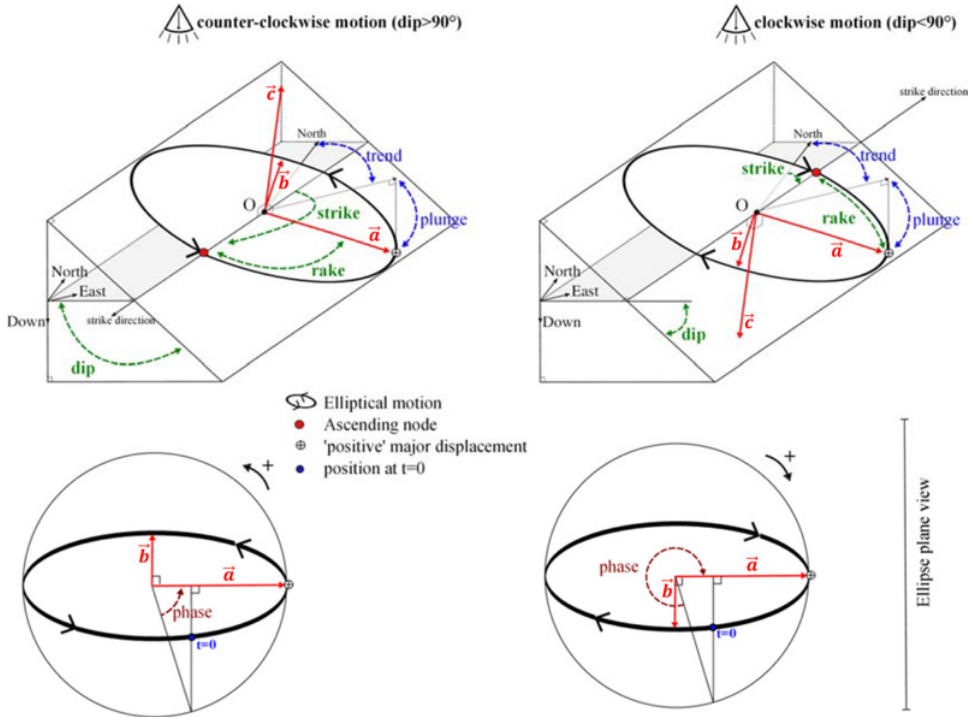 counter-clockwise motion (dip>90°)
c
North
trend
b
O
strike
plunge
a
rake
North
East
Down
strike direction
dip
clockwise motion (dip<90°)
strike direction
North
strike
trend
O
rake
plunge
b
a
North
East
Down
c
dip
Elliptical motion
Ascending node
'positive' major displacement
position at t=0
+
b
a
phase
t=0
+
phase
a
b
t=0
Ellipse plane view